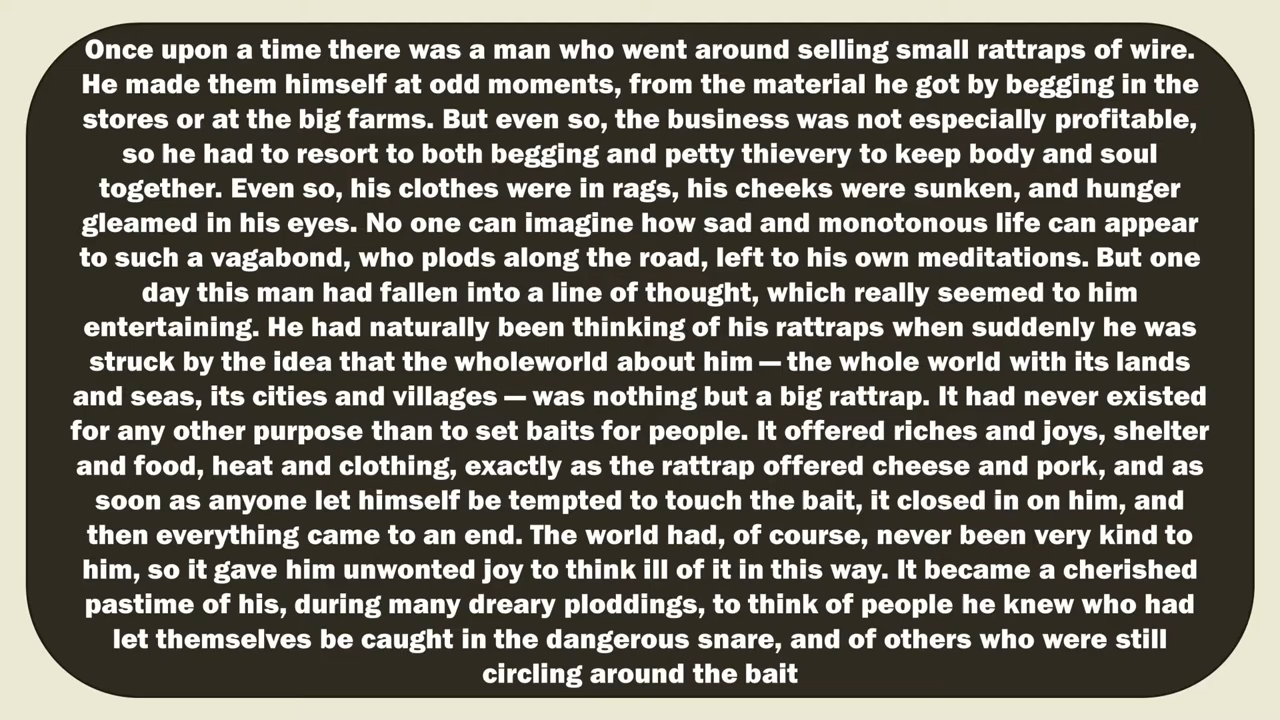 Once upon a time there was a man who went around selling small rattraps of wire.
He made them himself at odd moments, from the material he got by begging in the
stores or at the big farms. But even so, the business was not especially profitable,
so he had to resort to both begging and petty thievery to keep body and soul
together. Even so, his clothes were in rags, his cheeks were sunken, and hunger
gleamed in his eyes. No one can imagine how sad and monotonous life can appear
to such a vagabond, who plods along the road, left to his own meditations. But one
day this man had fallen into a line of thought, which really seemed to him
entertaining. He had naturally been thinking of his rattraps when suddenly he was
struck by the idea that the wholeworld about him — the whole world with its lands
and seas, its cities and villages — was nothing but a big rattrap. It had never existed
for any other purpose than to set baits for people. It offered riches and joys, shelter
and food, heat and clothing, exactly as the rattrap offered cheese and pork, and as
soon as anyone let himself be tempted to touch the bait, it closed in on him, and
then everything came to an end. The world had, of course, never been very kind to
him, so it gave him unwonted joy to think ill of it in this way. It became a cherished
pastime of his, during many dreary ploddings, to think of people he knew who had
let themselves be caught in the dangerous snare, and of others who were still
circling around the bait